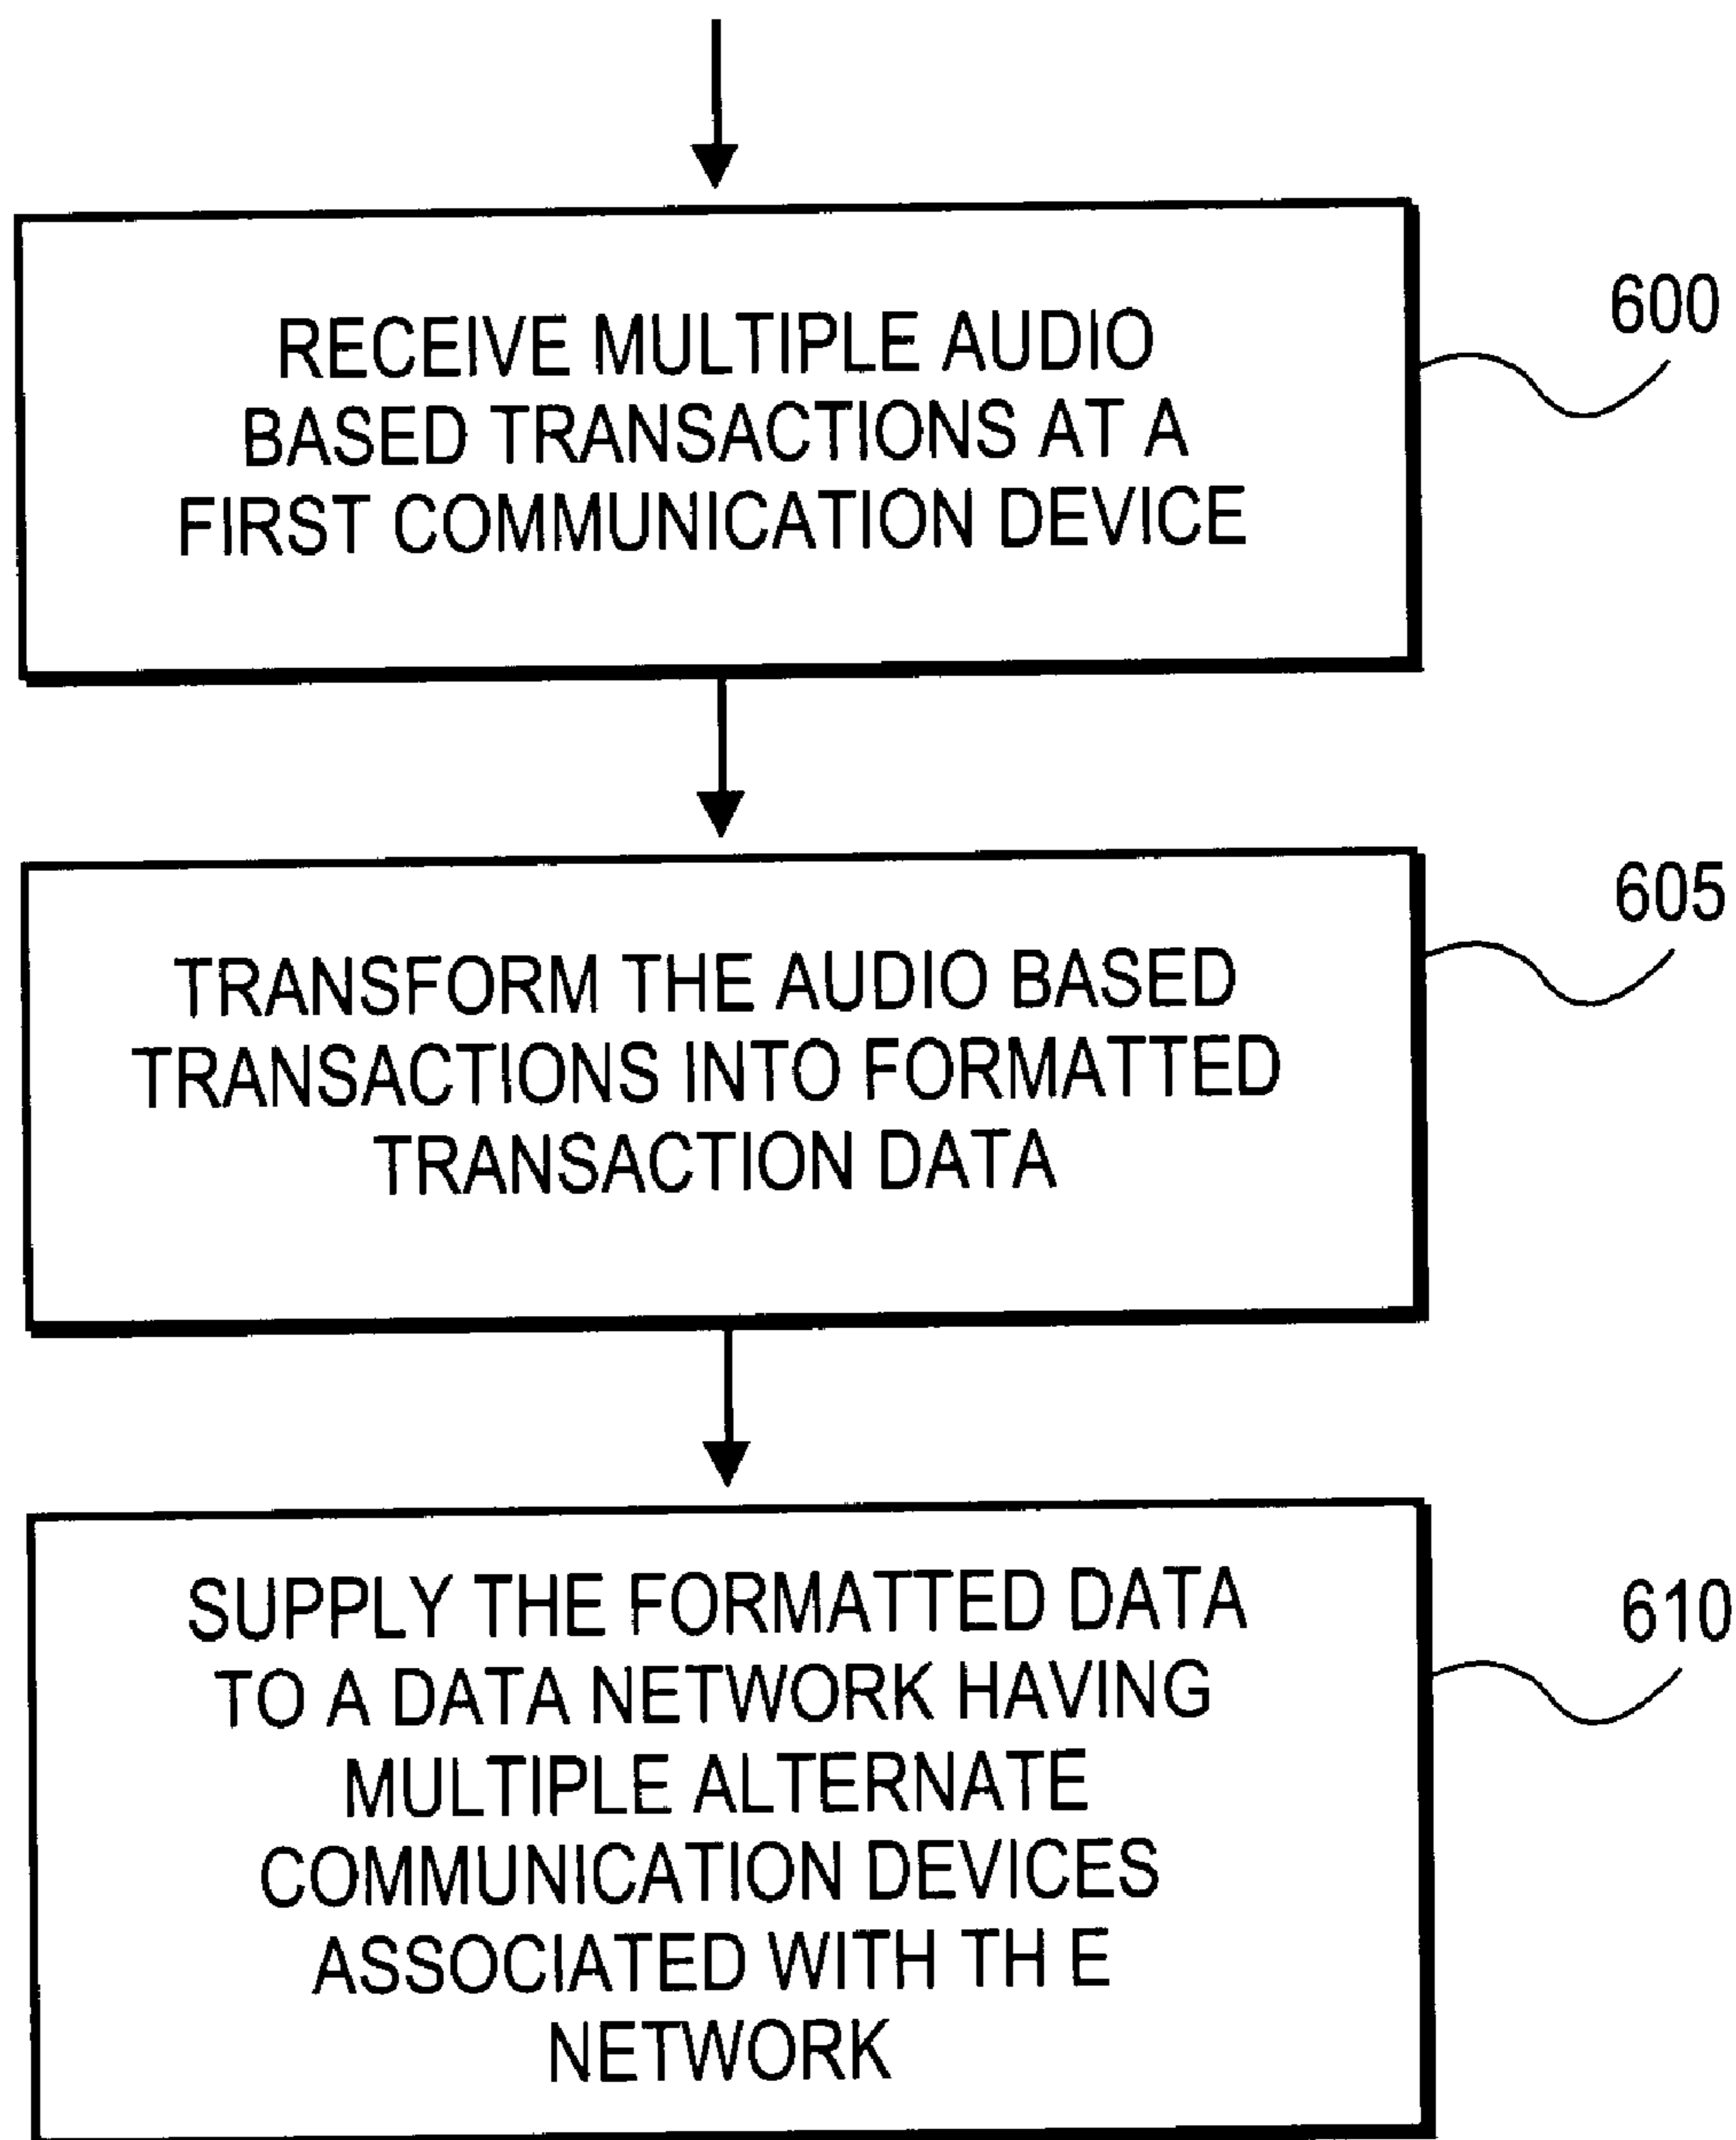 RECEIVE MULTIPLE AUDIO
BASED TRANSACTIONS AT A
FIRST COMMUNICATION DEVICE
600
TRANSFORM THE AUDIO BASED
TRANSACTIONS INTO FORMATTED
TRANSACTION DATA
605
SUPPLY THE FORMATTED DATA
TO A DATA NETWORK HAVING
MULTIPLE ALTERNATE
COMMUNICATION DEVICES
ASSOCIATED WITH TH E
NETWORK
610